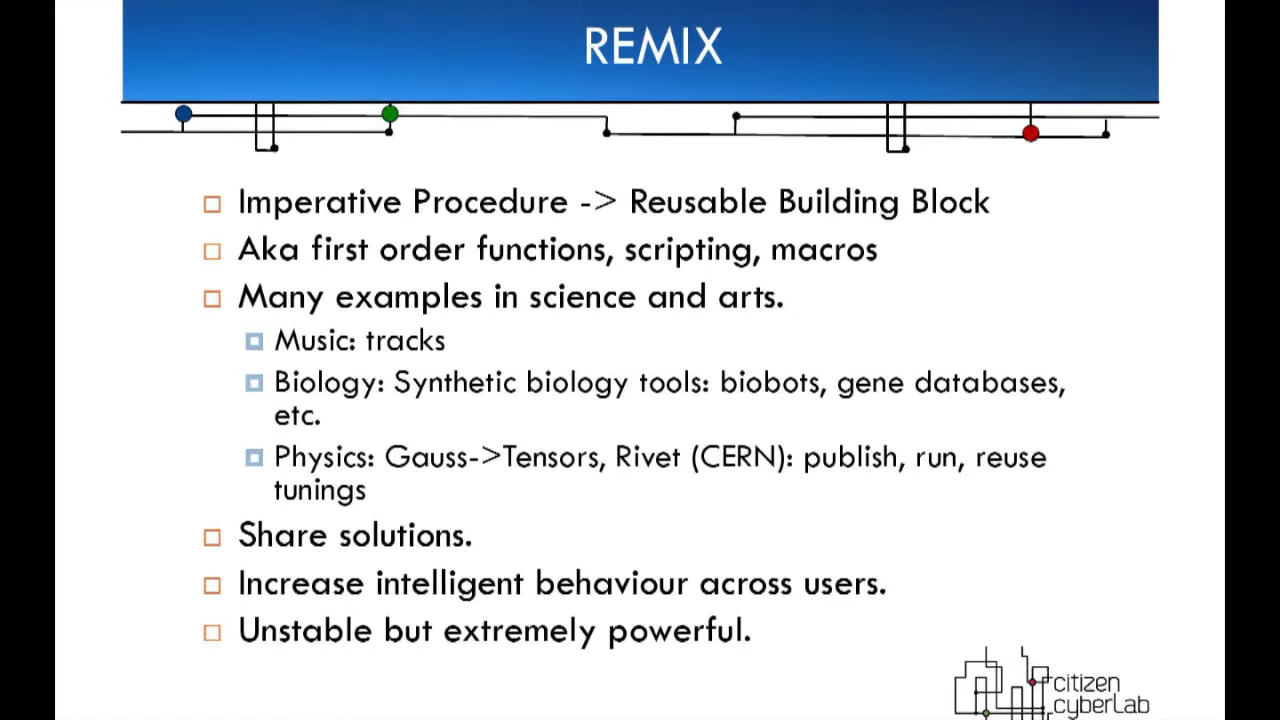 REMIX
Imperative Procedure -> Reusable Building Block
Aka first order functions, scripting, macros
Many examples in science and arts.
Music: tracks
Biology: Synthetic biology tools: biobots, gene databases,
etc.
Physics: Gauss->Tensors, Rivet (CERN): publish, run, reuse
tunings
Share solutions.
Increase intelligent behaviour across users.
Unstable but extremely powerful.
citizen
cyberLab